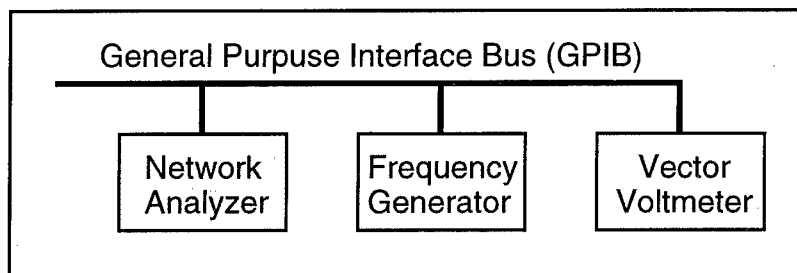 General Purpuse Interface Bus (GPIB)
Network
Analyzer
Frequency
Generator
Vector
Voltmeter